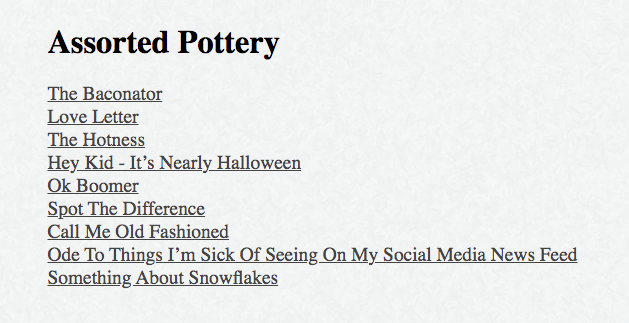 Assorted Pottery
The Baconator
Love Letter
The Hotness
Hey Kid - It’s Nearly Halloween
Ok Boomer
Spot The Difference
Call Me Old Fashioned
Ode To Things I’m Sick Of Seeing On My Social Media News Feed
Something About Snowflakes